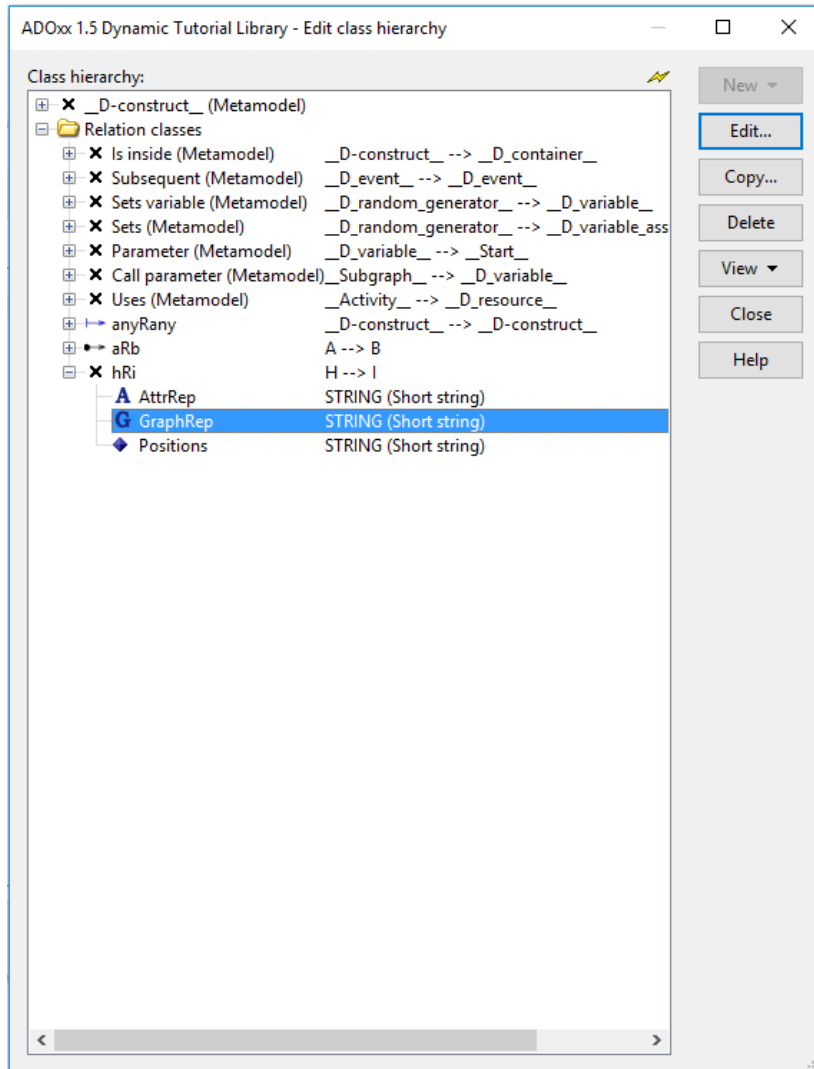 ADOxx 1.5 Dynamic Tutorial Library - Edit class hierarchy
Class hierarchy:
New
__D-construct__ (Metamodel)
Relation classes
Edit...
Is inside (Metamodel) __D-construct__ --> __D_container__
Subsequent (Metamodel) __D_event__ --> __D_event__
Copy...
Sets variable (Metamodel) __D_random_generator__ --> __D_variable__
Sets (Metamodel) __D_random_generator__ --> __D_variable_ass
Delete
Parameter (Metamodel) __D_variable__ --> __Start__
Call parameter (Metamodel) __Subgraph__ --> __D_variable__
View
Uses (Metamodel) __Activity__ --> __D_resource__
anyRany __D-construct__ --> __D-construct__
Close
aRb A --> B
hRi H --> I
Help
A AttrRep STRING (Short string)
G GraphRep STRING (Short string)
Positions STRING (Short string)